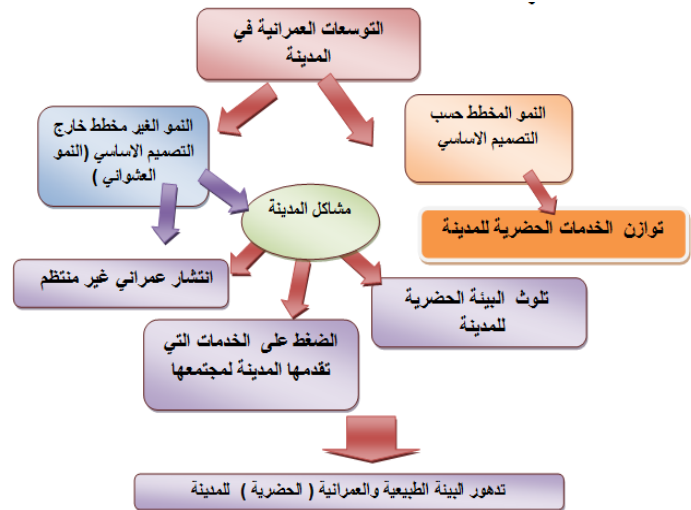 التوسعات العمرانية في
المدينة
النمو المخطط حسب
التصميم الاساسي
النمو الغير مخطط خارج
التصميم الاساسي (النمو
العشواني )
مشاكل المدينة
توازن الخدمات الحضرية للمدينة
انتشار عمراني غير منتظم
تلوث البيئة الحضرية
للمدينة
الضغط على الخدمات التي
تقدمها المدينة لمجتمعها
تدهور البيئة الطبيعية والعمرانية ( الحضرية ) للمدينة